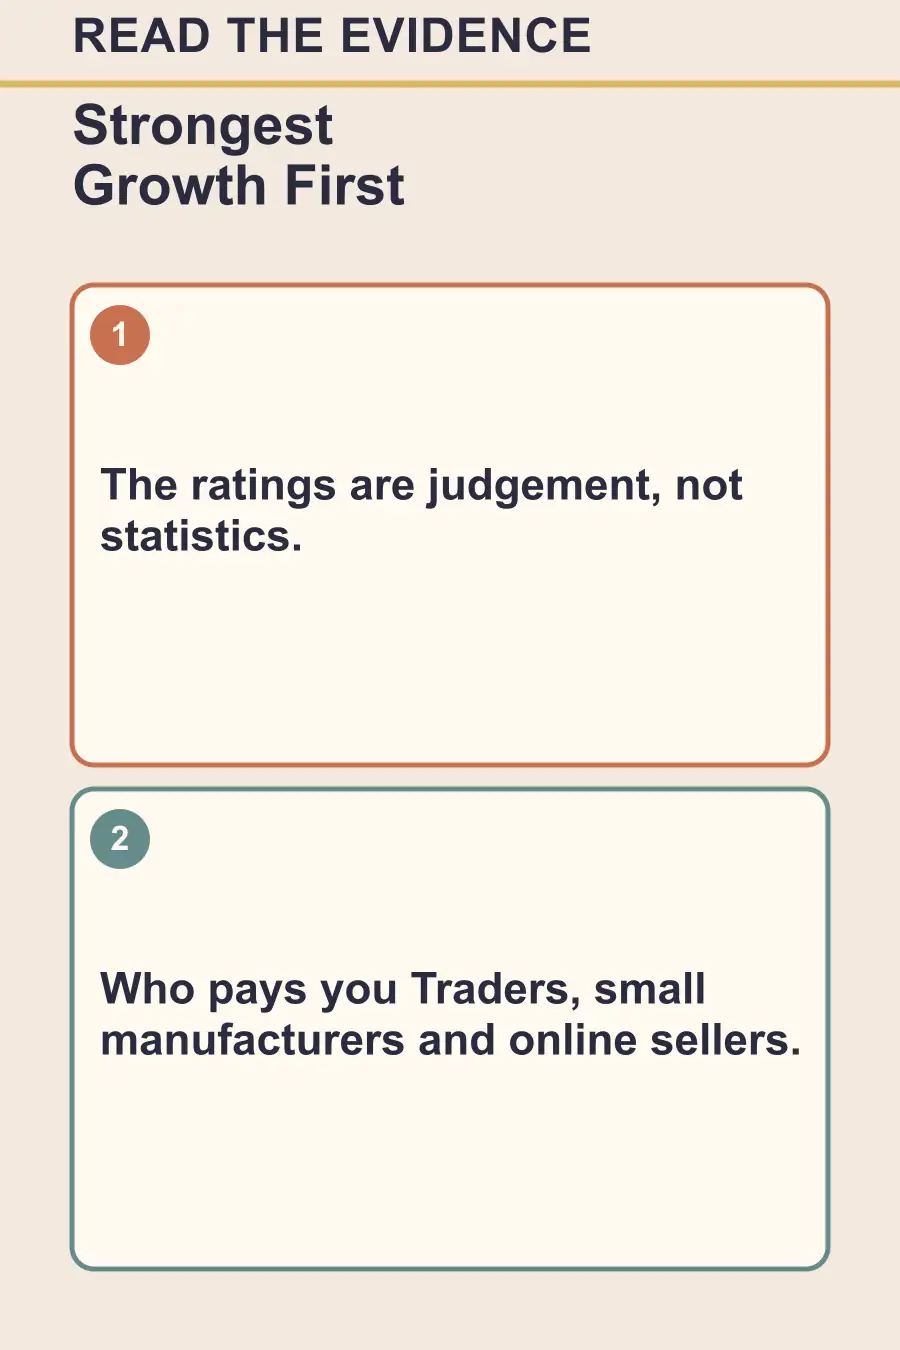 READ THE EVIDENCE
Strongest
Growth First
1
The ratings are judgement, not
statistics.
2
Who pays you Traders, small
manufacturers and online sellers.